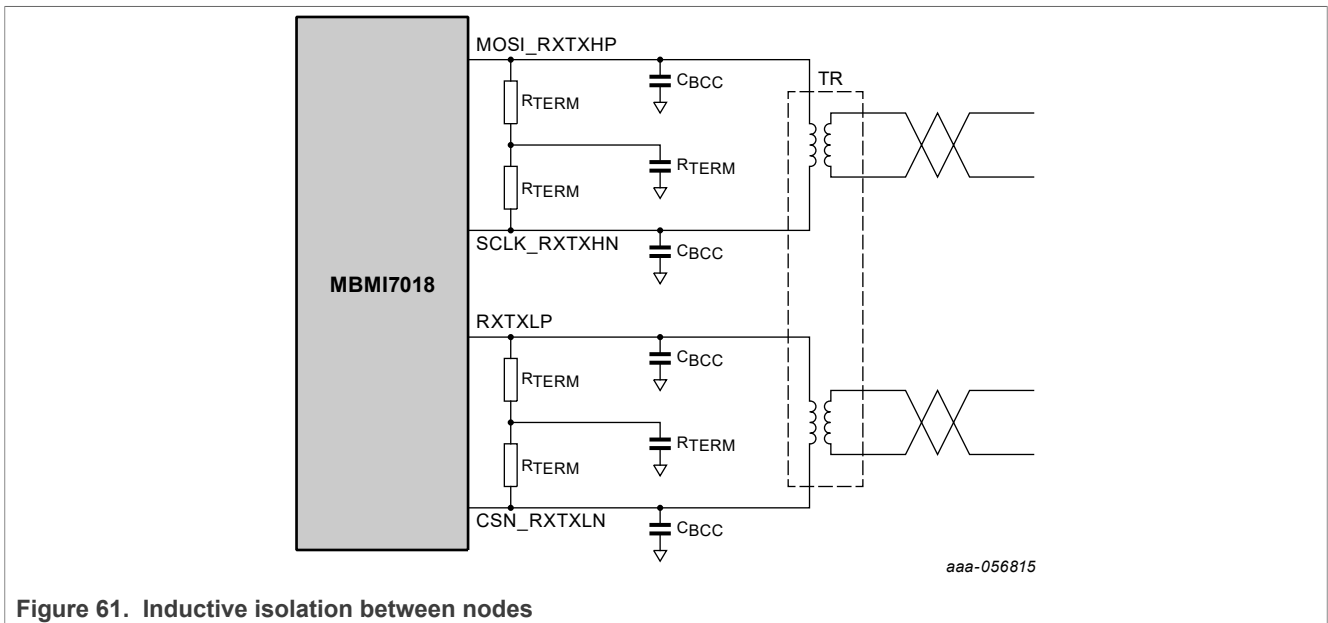 MOSI_RXTXHP
CBCC
TR
RTERM
RTERM
RTERM
SCLK_RXTXHN
CBCC
MBMI7018
RXTXLP
CBCC
RTERM
RTERM
RTERM
CSN_RXTXLN
CBCC
aaa-056815
Figure 61. Inductive isolation between nodes